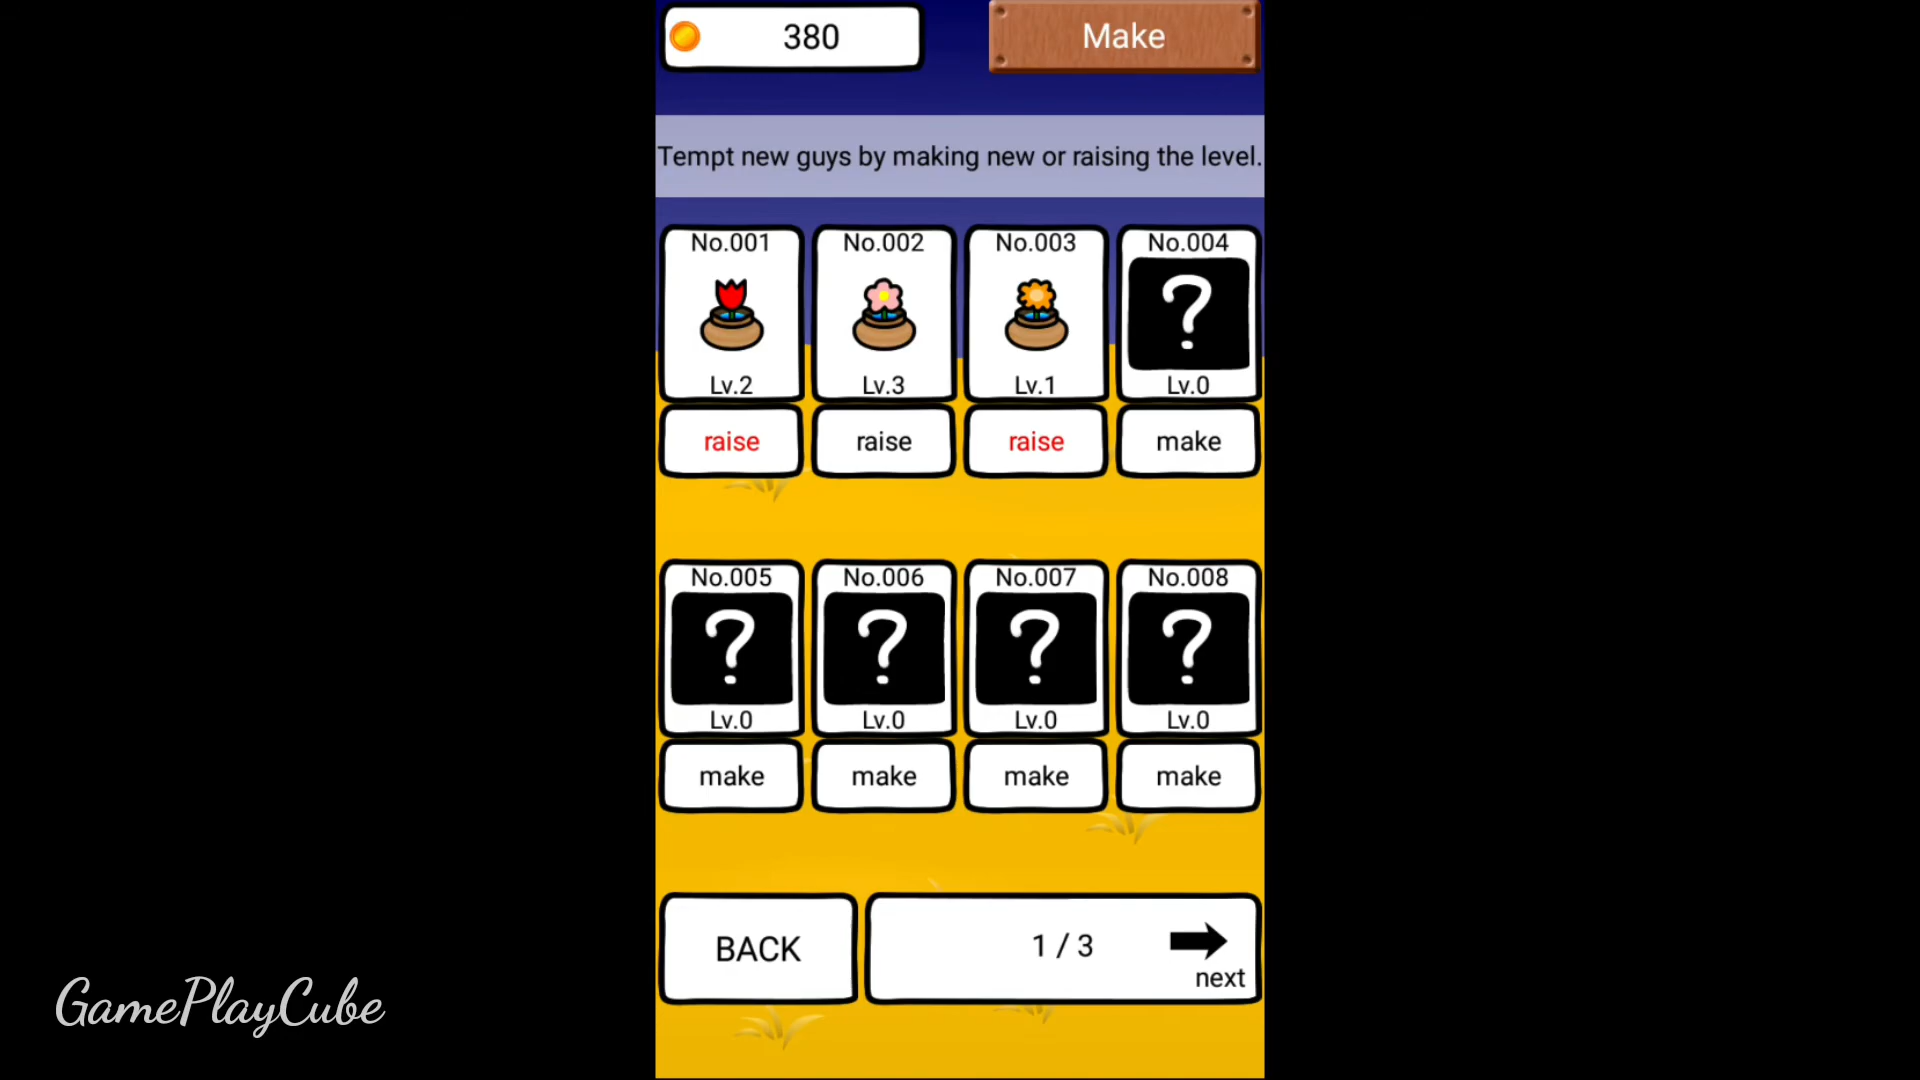 380
Make
Tempt new guys by making new or raising the level.
No.001 No.002 No.003 No.004
?
Lv.2 Lv.3 Lv.1 Lv.0
raise raise raise make
No.005 No.006 No.007 No.008
? ? ? ?
Lv.0 Lv.0 Lv.0 Lv.0
make make make make
BACK
1 / 3
next
GamePlayCube